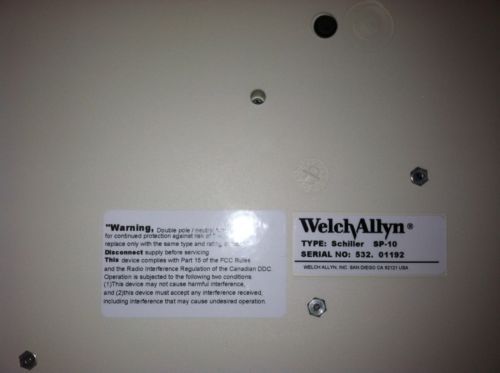 "Warning, Double pole / neutral
for continued protection against risk of
replace only with the same type and rating
Disconnect supply before servicing
This device complies with Part 15 of the FCC Rules
and the Radio Interference Regulation of the Canadian DDC.
Operation is subjected to the following two conditions:
(1)This device may not cause harmful interference,
and (2)this device must accept any interference received,
including interference that may cause undesired operation.
WelchAllyn®
TYPE: Schiller SP-10
SERIAL NO: 532. 01192
WELCH ALLYN, INC. SAN DIEGO CA 92121 USA